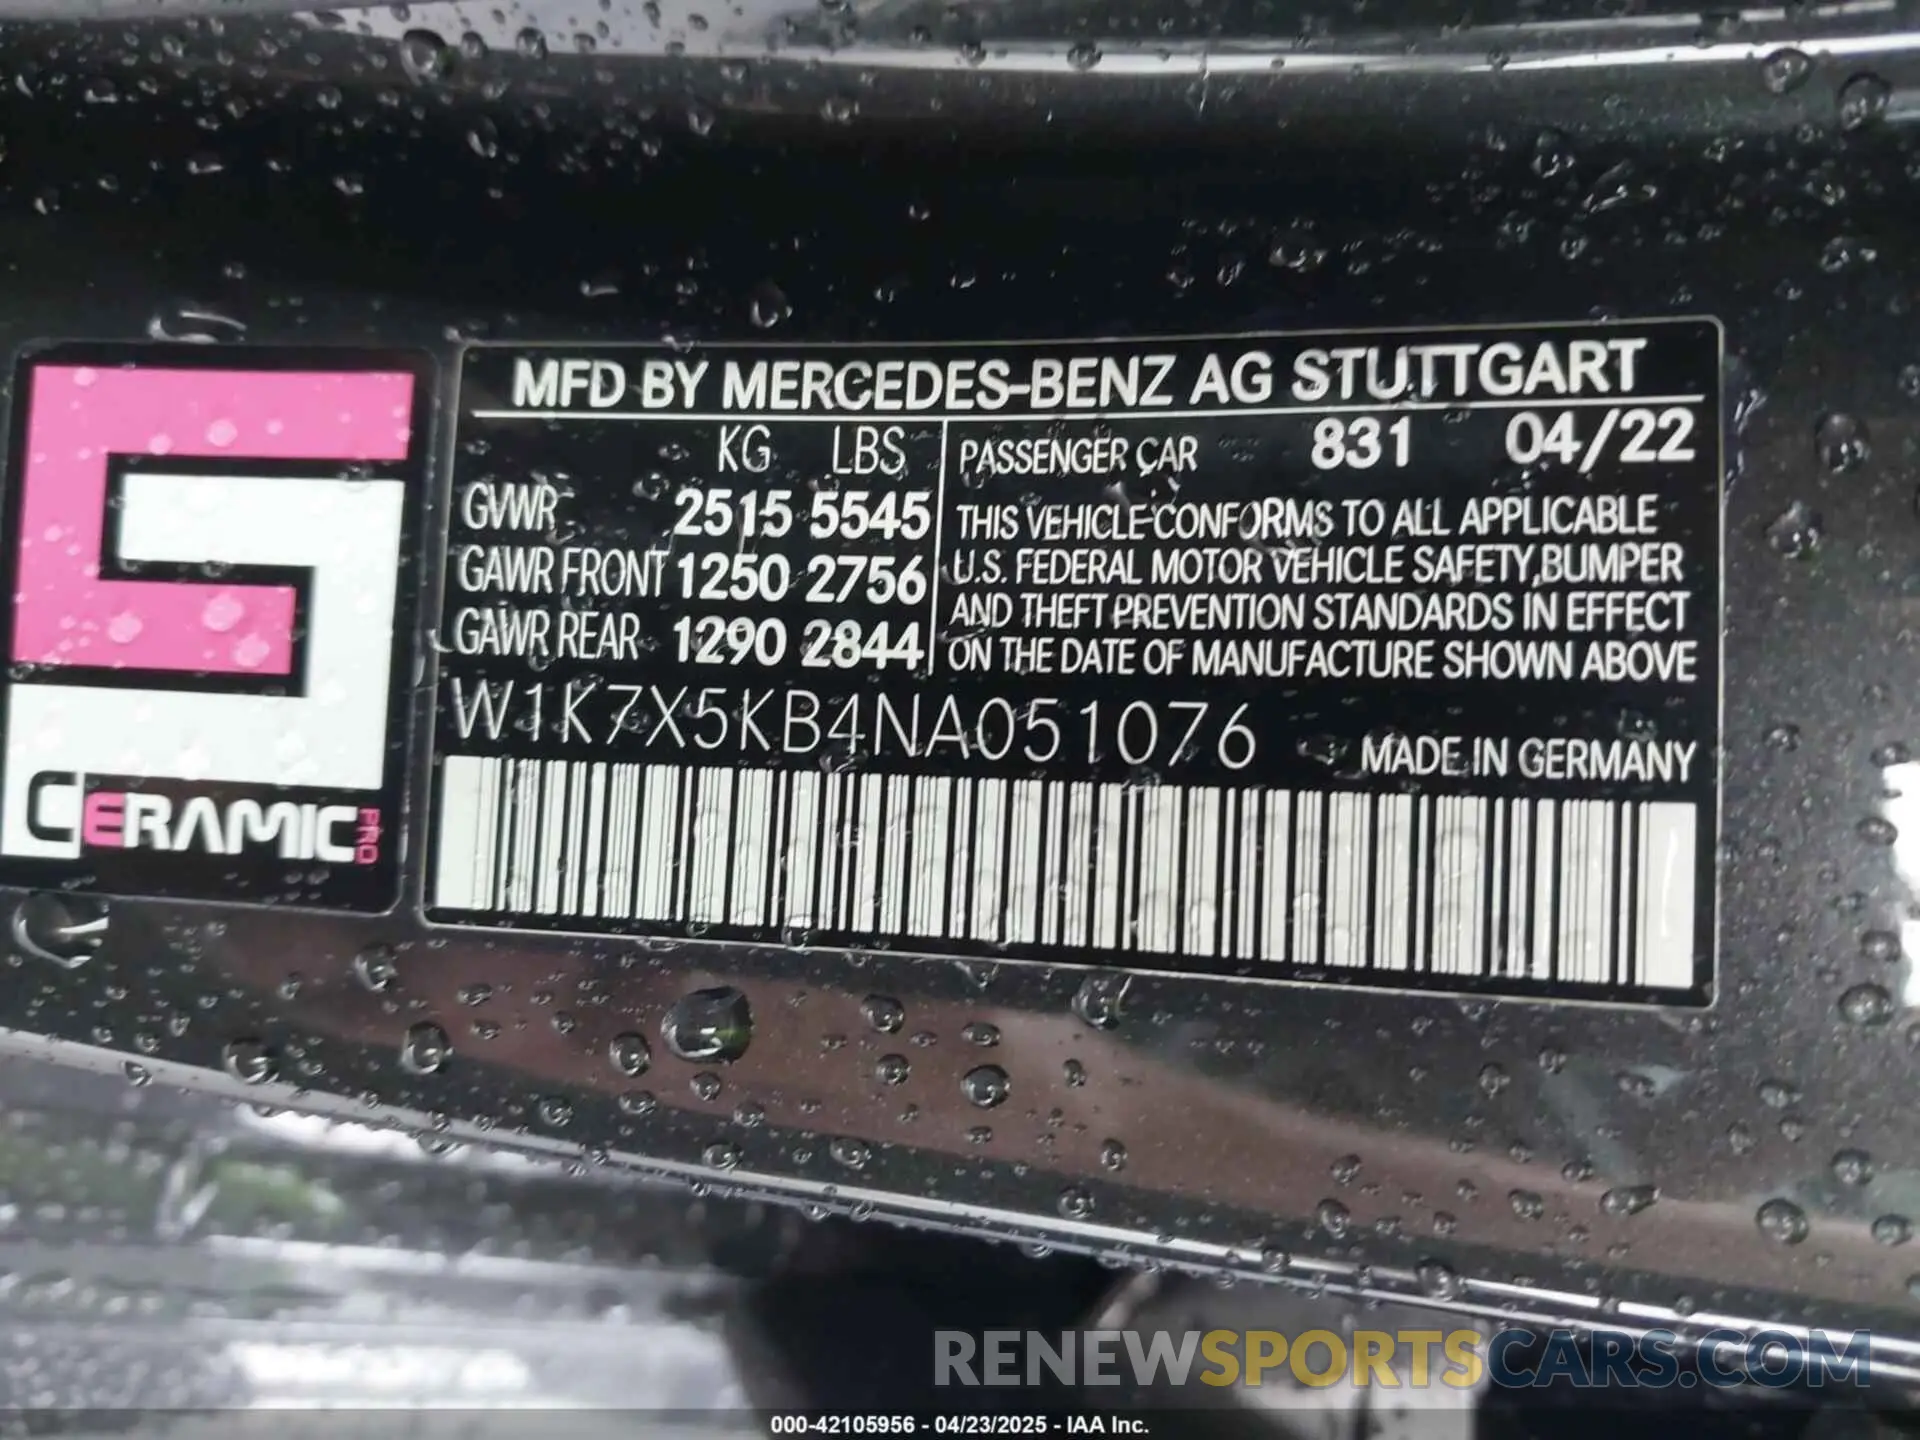 MFD BY MERCEDES-BENZ AG STUTTGART
KG LBS
GVWR 2515 5545
GAWR FRONT 1250 2756
GAWR REAR 1290 2844
PASSENGER CAR 831 04/22
THIS VEHICLE CONFORMS TO ALL APPLICABLE
U.S. FEDERAL MOTOR VEHICLE SAFETY, BUMPER
AND THEFT PREVENTION STANDARDS IN EFFECT
ON THE DATE OF MANUFACTURE SHOWN ABOVE
W1K7X5KB4NA051076
MADE IN GERMANY
CERAMIC PRO
RENEWSPORTSCARS.COM
000-42105956 - 04/23/2025 - IAA Inc.